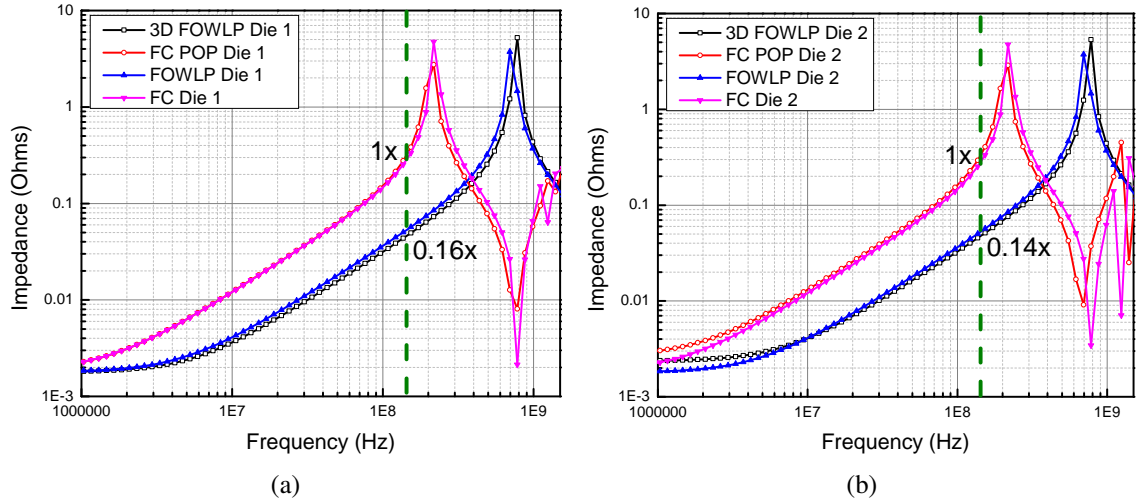 3D FOWLP Die 1
FC POP Die 1
FOWLP Die 1
FC Die 1
1x
0.16x
10
1
0.1
0.01
1E-3
1000000
1E7
1E8
1E9
Impedance (Ohms)
Frequency (Hz)
(a)
3D FOWLP Die 2
FC POP Die 2
FOWLP Die 2
FC Die 2
1x
0.14x
10
1
0.1
0.01
1E-3
1000000
1E7
1E8
1E9
Impedance (Ohms)
Frequency (Hz)
(b)